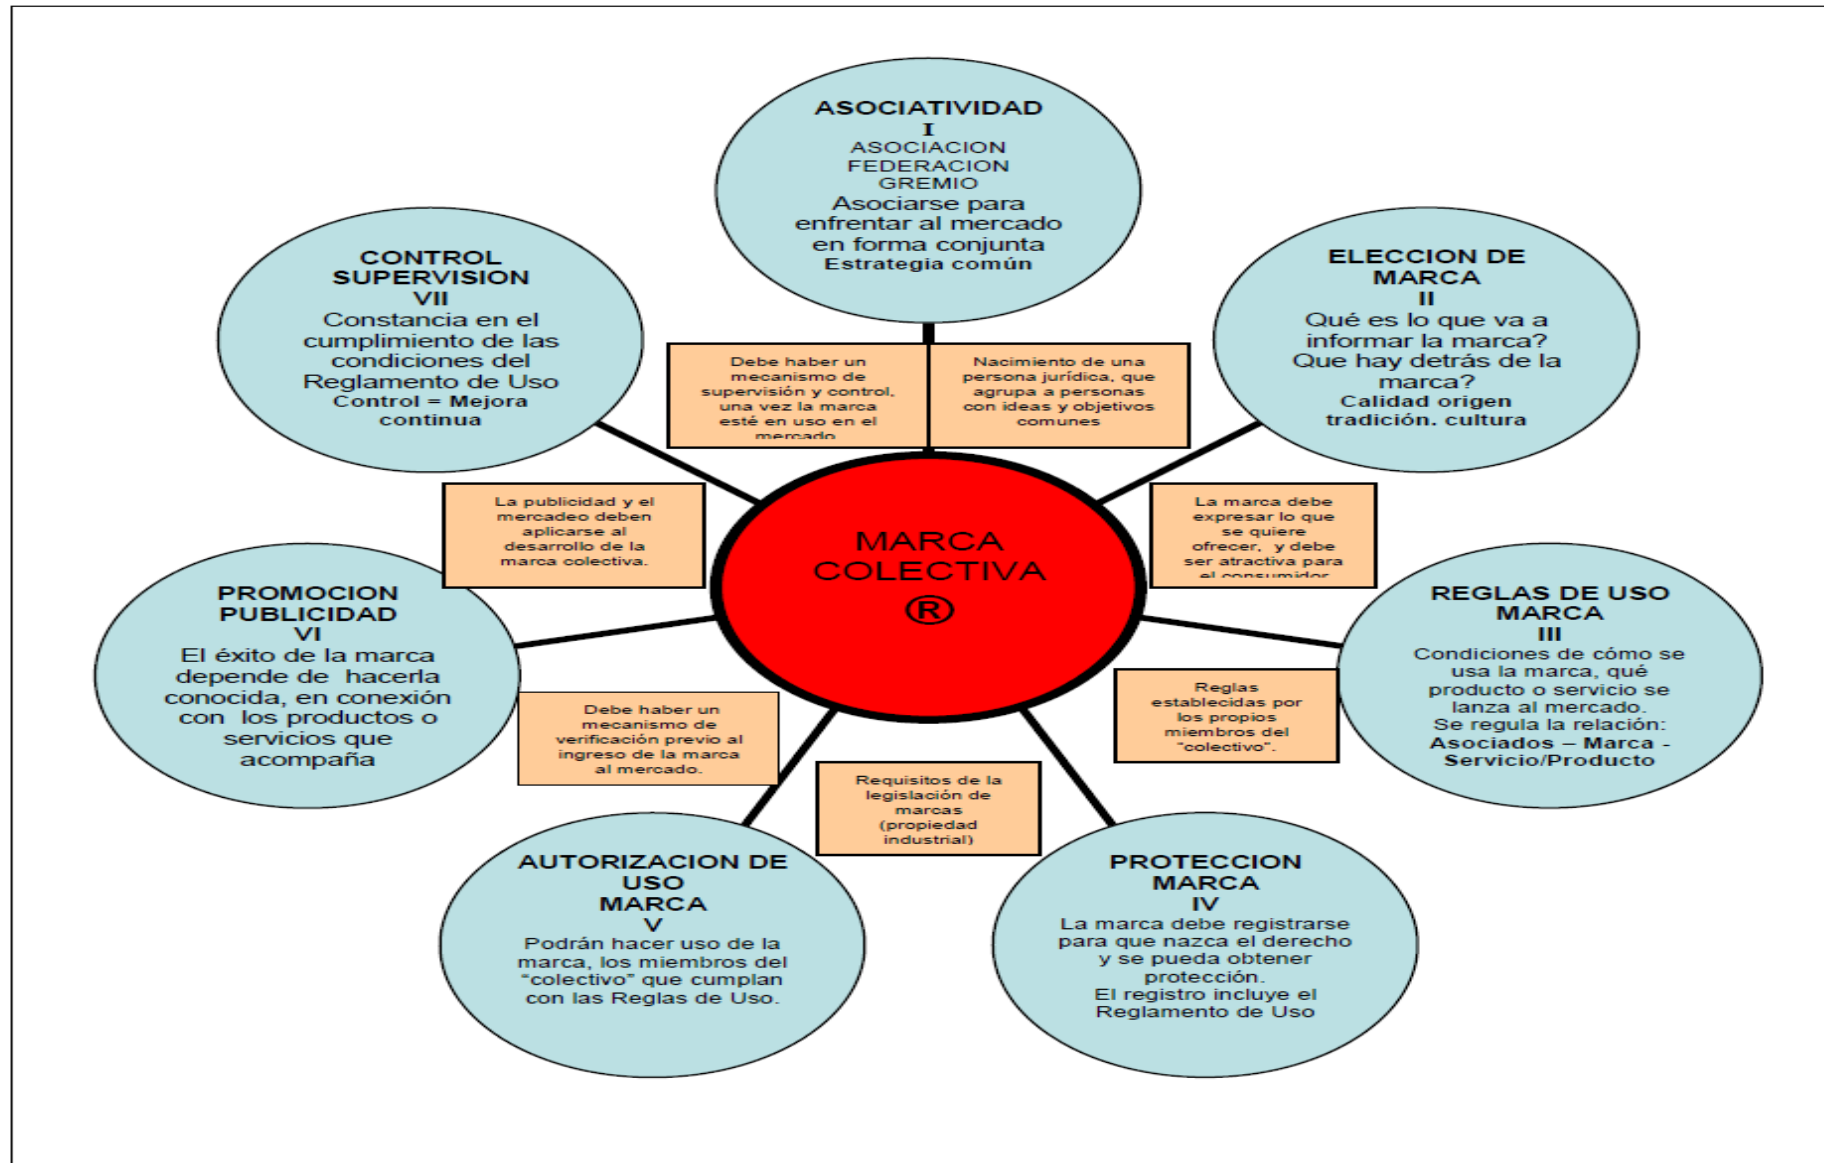 ASOCIATIVIDAD
I
ASOCIACION
FEDERACION
GREMIO
Asociarse para
enfrentar al mercado
en forma conjunta
Estrategia común
Nacimiento de una
persona jurídica, que
agrupa a personas
con ideas y objetivos
comunes
ELECCION DE
MARCA
II
Qué es lo que va a
informar la marca?
Que hay detrás de la
marca?
Calidad origen
tradición. cultura
La marca debe
expresar lo que
se quiere
ofrecer, y debe
ser atractiva para
el consumidor
REGLAS DE USO
MARCA
III
Condiciones de cómo se
usa la marca, qué
producto o servicio se
lanza al mercado.
Se regula la relación:
Asociados – Marca -
Servicio/Producto
Reglas
establecidas por
los propios
miembros del
"colectivo".
PROTECCION
MARCA
IV
La marca debe registrarse
para que nazca el derecho
y se pueda obtener
protección.
El registro incluye el
Reglamento de Uso
Requisitos de la
legislación de
marcas
(propiedad
industrial)
AUTORIZACION DE
USO
MARCA
V
Podrán hacer uso de la
marca, los miembros del
“colectivo” que cumplan
con las Reglas de Uso.
Debe haber un
mecanismo de
verificación previo al
ingreso de la marca
al mercado.
PROMOCION
PUBLICIDAD
VI
El éxito de la marca
depende de hacerla
conocida, en conexión
con los productos o
servicios que
acompaña
La publicidad y el
mercadeo deben
aplicarse al
desarrollo de la
marca colectiva.
CONTROL
SUPERVISION
VII
Constancia en el
cumplimiento de las
condiciones del
Reglamento de Uso
Control = Mejora
continua
Debe haber un
mecanismo de
supervisión y control,
una vez la marca
esté en uso en el
mercado
MARCA
COLECTIVA
®